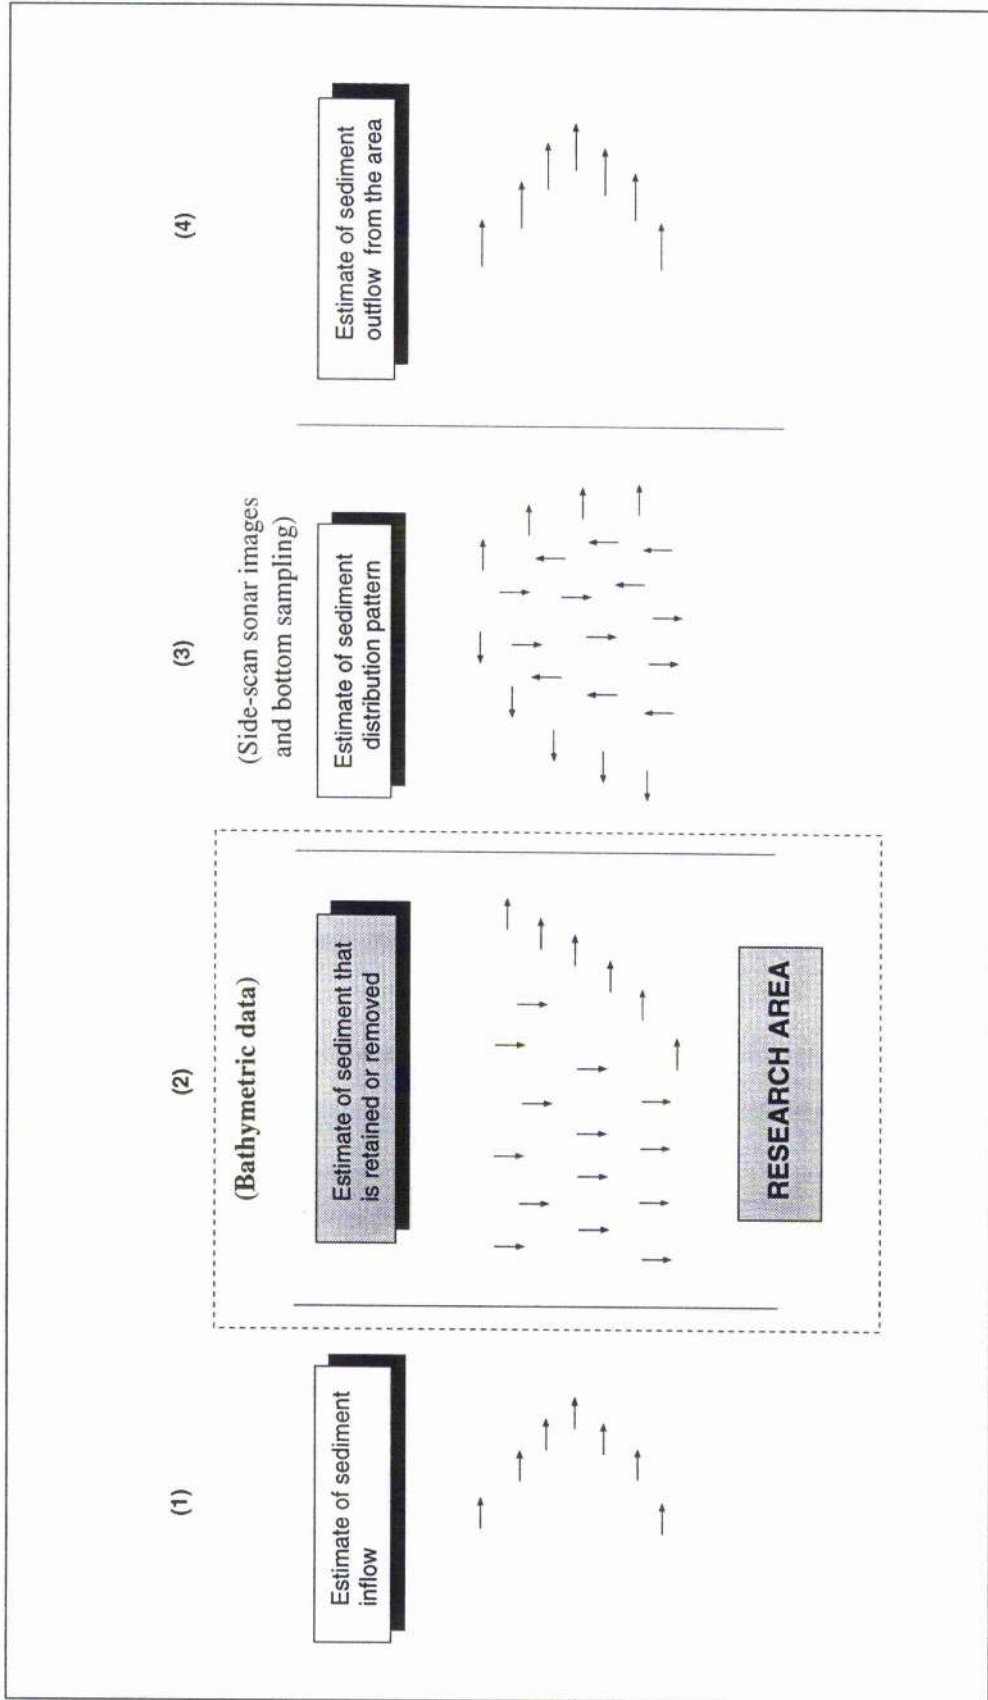 (1)
Estimate of sediment
inflow
(2)
(Bathymetric data)
Estimate of sediment that
is retained or removed
RESEARCH AREA
(3)
(Side-scan sonar images
and bottom sampling)
Estimate of sediment
distribution pattern
(4)
Estimate of sediment
outflow from the area